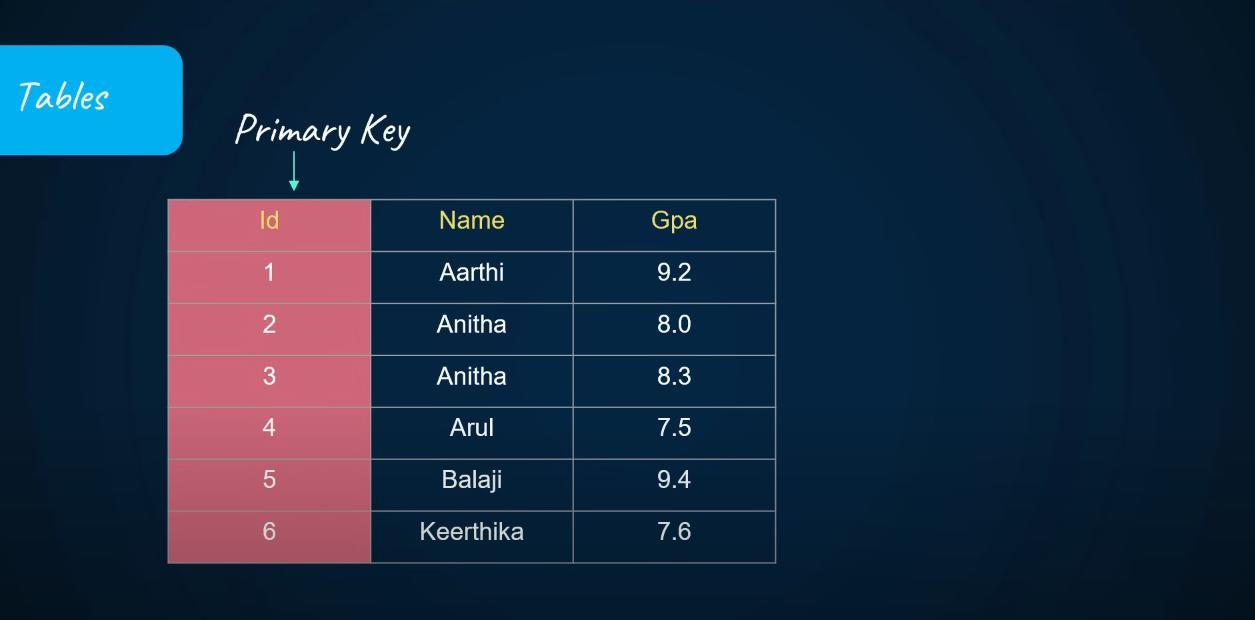 Tables
Primary Key
Id Name Gpa
1 Aarthi 9.2
2 Anitha 8.0
3 Anitha 8.3
4 Arul 7.5
5 Balaji 9.4
6 Keerthika 7.6